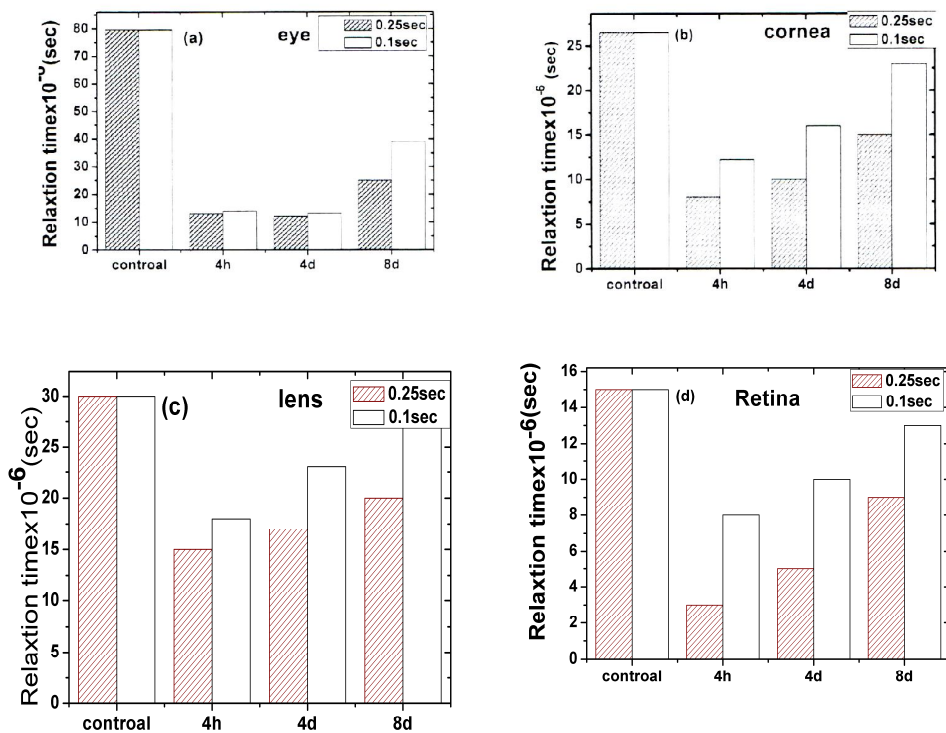 (a) eye
0.25sec
0.1sec
80
70
60
50
40
30
20
10
0
controal 4h 4d 8d
(b) cornea
0.25sec
0.1sec
Relaxtion timex10-6 (sec)
25
20
15
10
5
0
controal 4h 4d 8d
(c) lens
0.25sec
0.1sec
Relaxtion timex10-6(sec)
30
25
20
15
10
5
0
controal 4h 4d 8d
(d) Retina
0.25sec
0.1sec
Relaxtion timex10-6(sec)
16
14
12
10
8
6
4
2
0
controal 4h 4d 8d